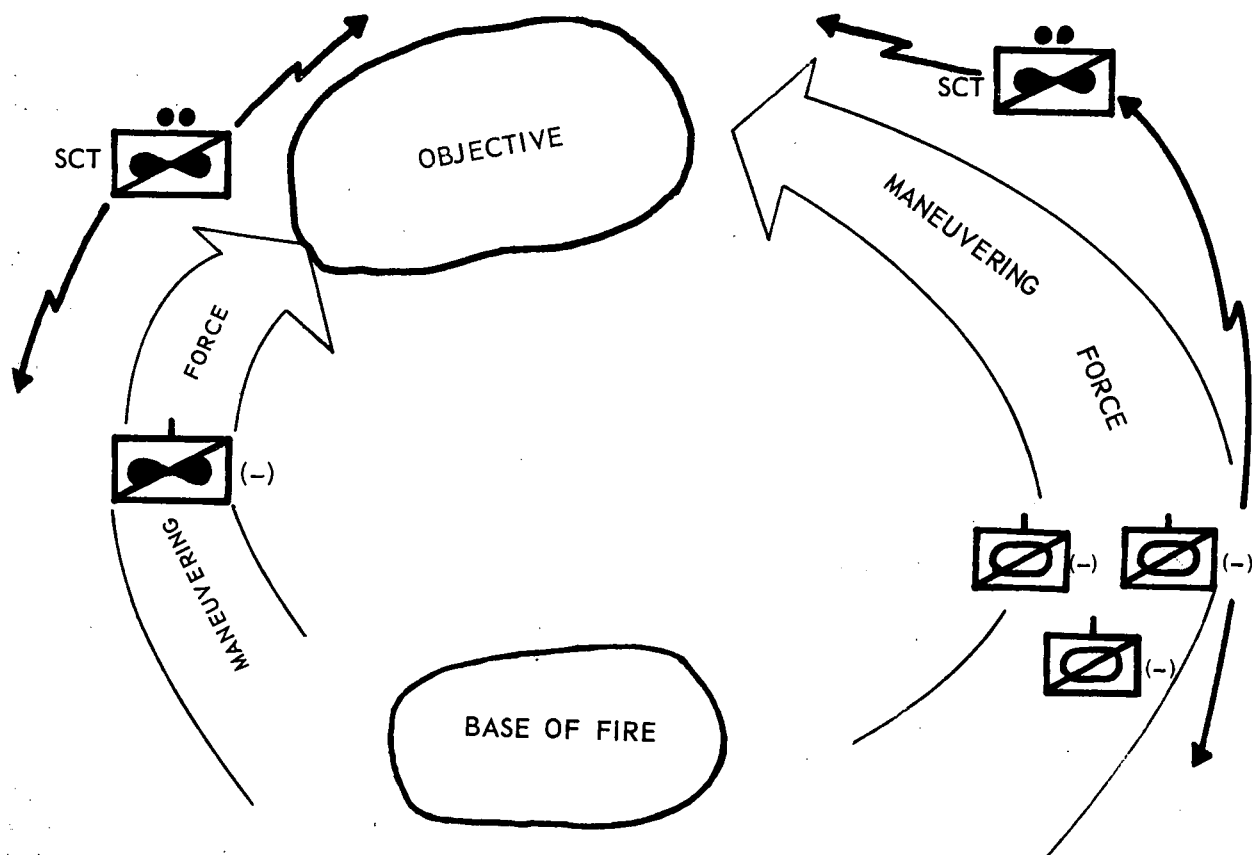 SCT
OBJECTIVE
SCT
MANEUVERING
FORCE
FORCE
MANEUVERING
(-)
(-)
(-)
(-)
BASE OF FIRE